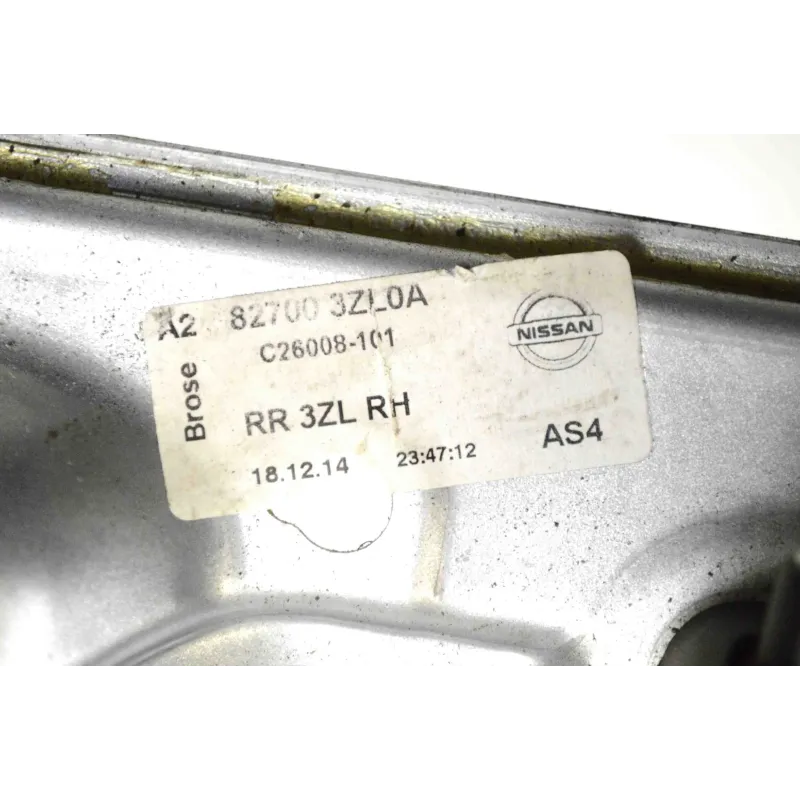 A2 82700 3ZL0A
C26008-101
NISSAN
Brose
RR 3ZL RH
AS4
18.12.14 23:47:12